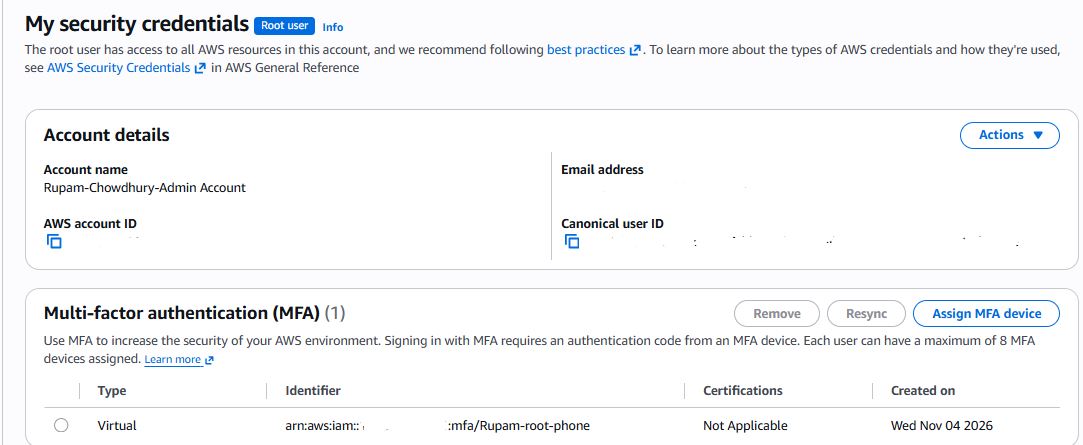 My security credentials Root user Info
The root user has access to all AWS resources in this account, and we recommend following best practices. To learn more about the types of AWS credentials and how they're used,
see AWS Security Credentials in AWS General Reference
Account details
Actions
Account name
Rupam-Chowdhury-Admin Account
Email address
AWS account ID
Canonical user ID
Multi-factor authentication (MFA) (1)
Remove
Resync
Assign MFA device
Use MFA to increase the security of your AWS environment. Signing in with MFA requires an authentication code from an MFA device. Each user can have a maximum of 8 MFA
devices assigned. Learn more
Type Identifier Certifications Created on
Virtual arn:aws:iam:: :mfa/Rupam-root-phone Not Applicable Wed Nov 04 2026